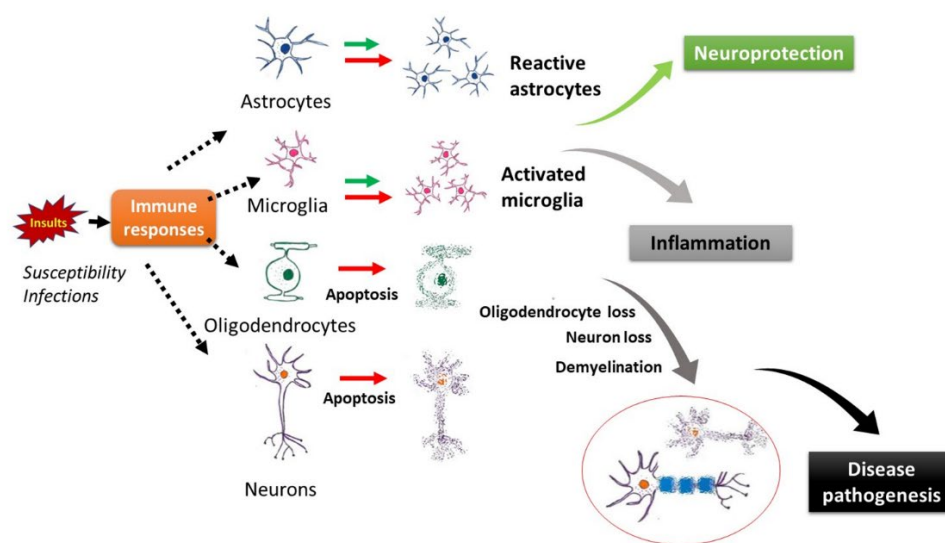 Neuroprotection
Reactive
astrocytes
Astrocytes
Activated
microglia
Microglia
Insults
Immune
responses
Inflammation
Susceptibility
Infections
Apoptosis
Oligodendrocytes
Oligodendrocyte loss
Neuron loss
Demyelination
Apoptosis
Neurons
Disease
pathogenesis